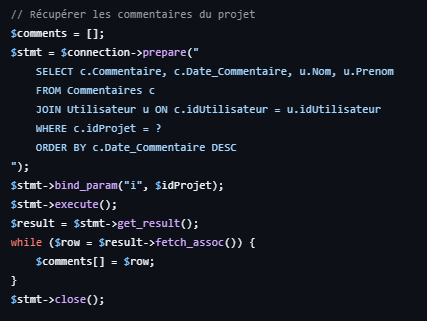 // Récupérer les commentaires du projet
$comments = [];
$stmt = $connection->prepare("
    SELECT c.Commentaire, c.Date_Commentaire, u.Nom, u.Prenom
    FROM Commentaires c
    JOIN Utilisateur u ON c.idUtilisateur = u.idUtilisateur
    WHERE c.idProjet = ?
    ORDER BY c.Date_Commentaire DESC
");
$stmt->bind_param("i", $idProjet);
$stmt->execute();
$result = $stmt->get_result();
while ($row = $result->fetch_assoc()) {
    $comments[] = $row;
}
$stmt->close();